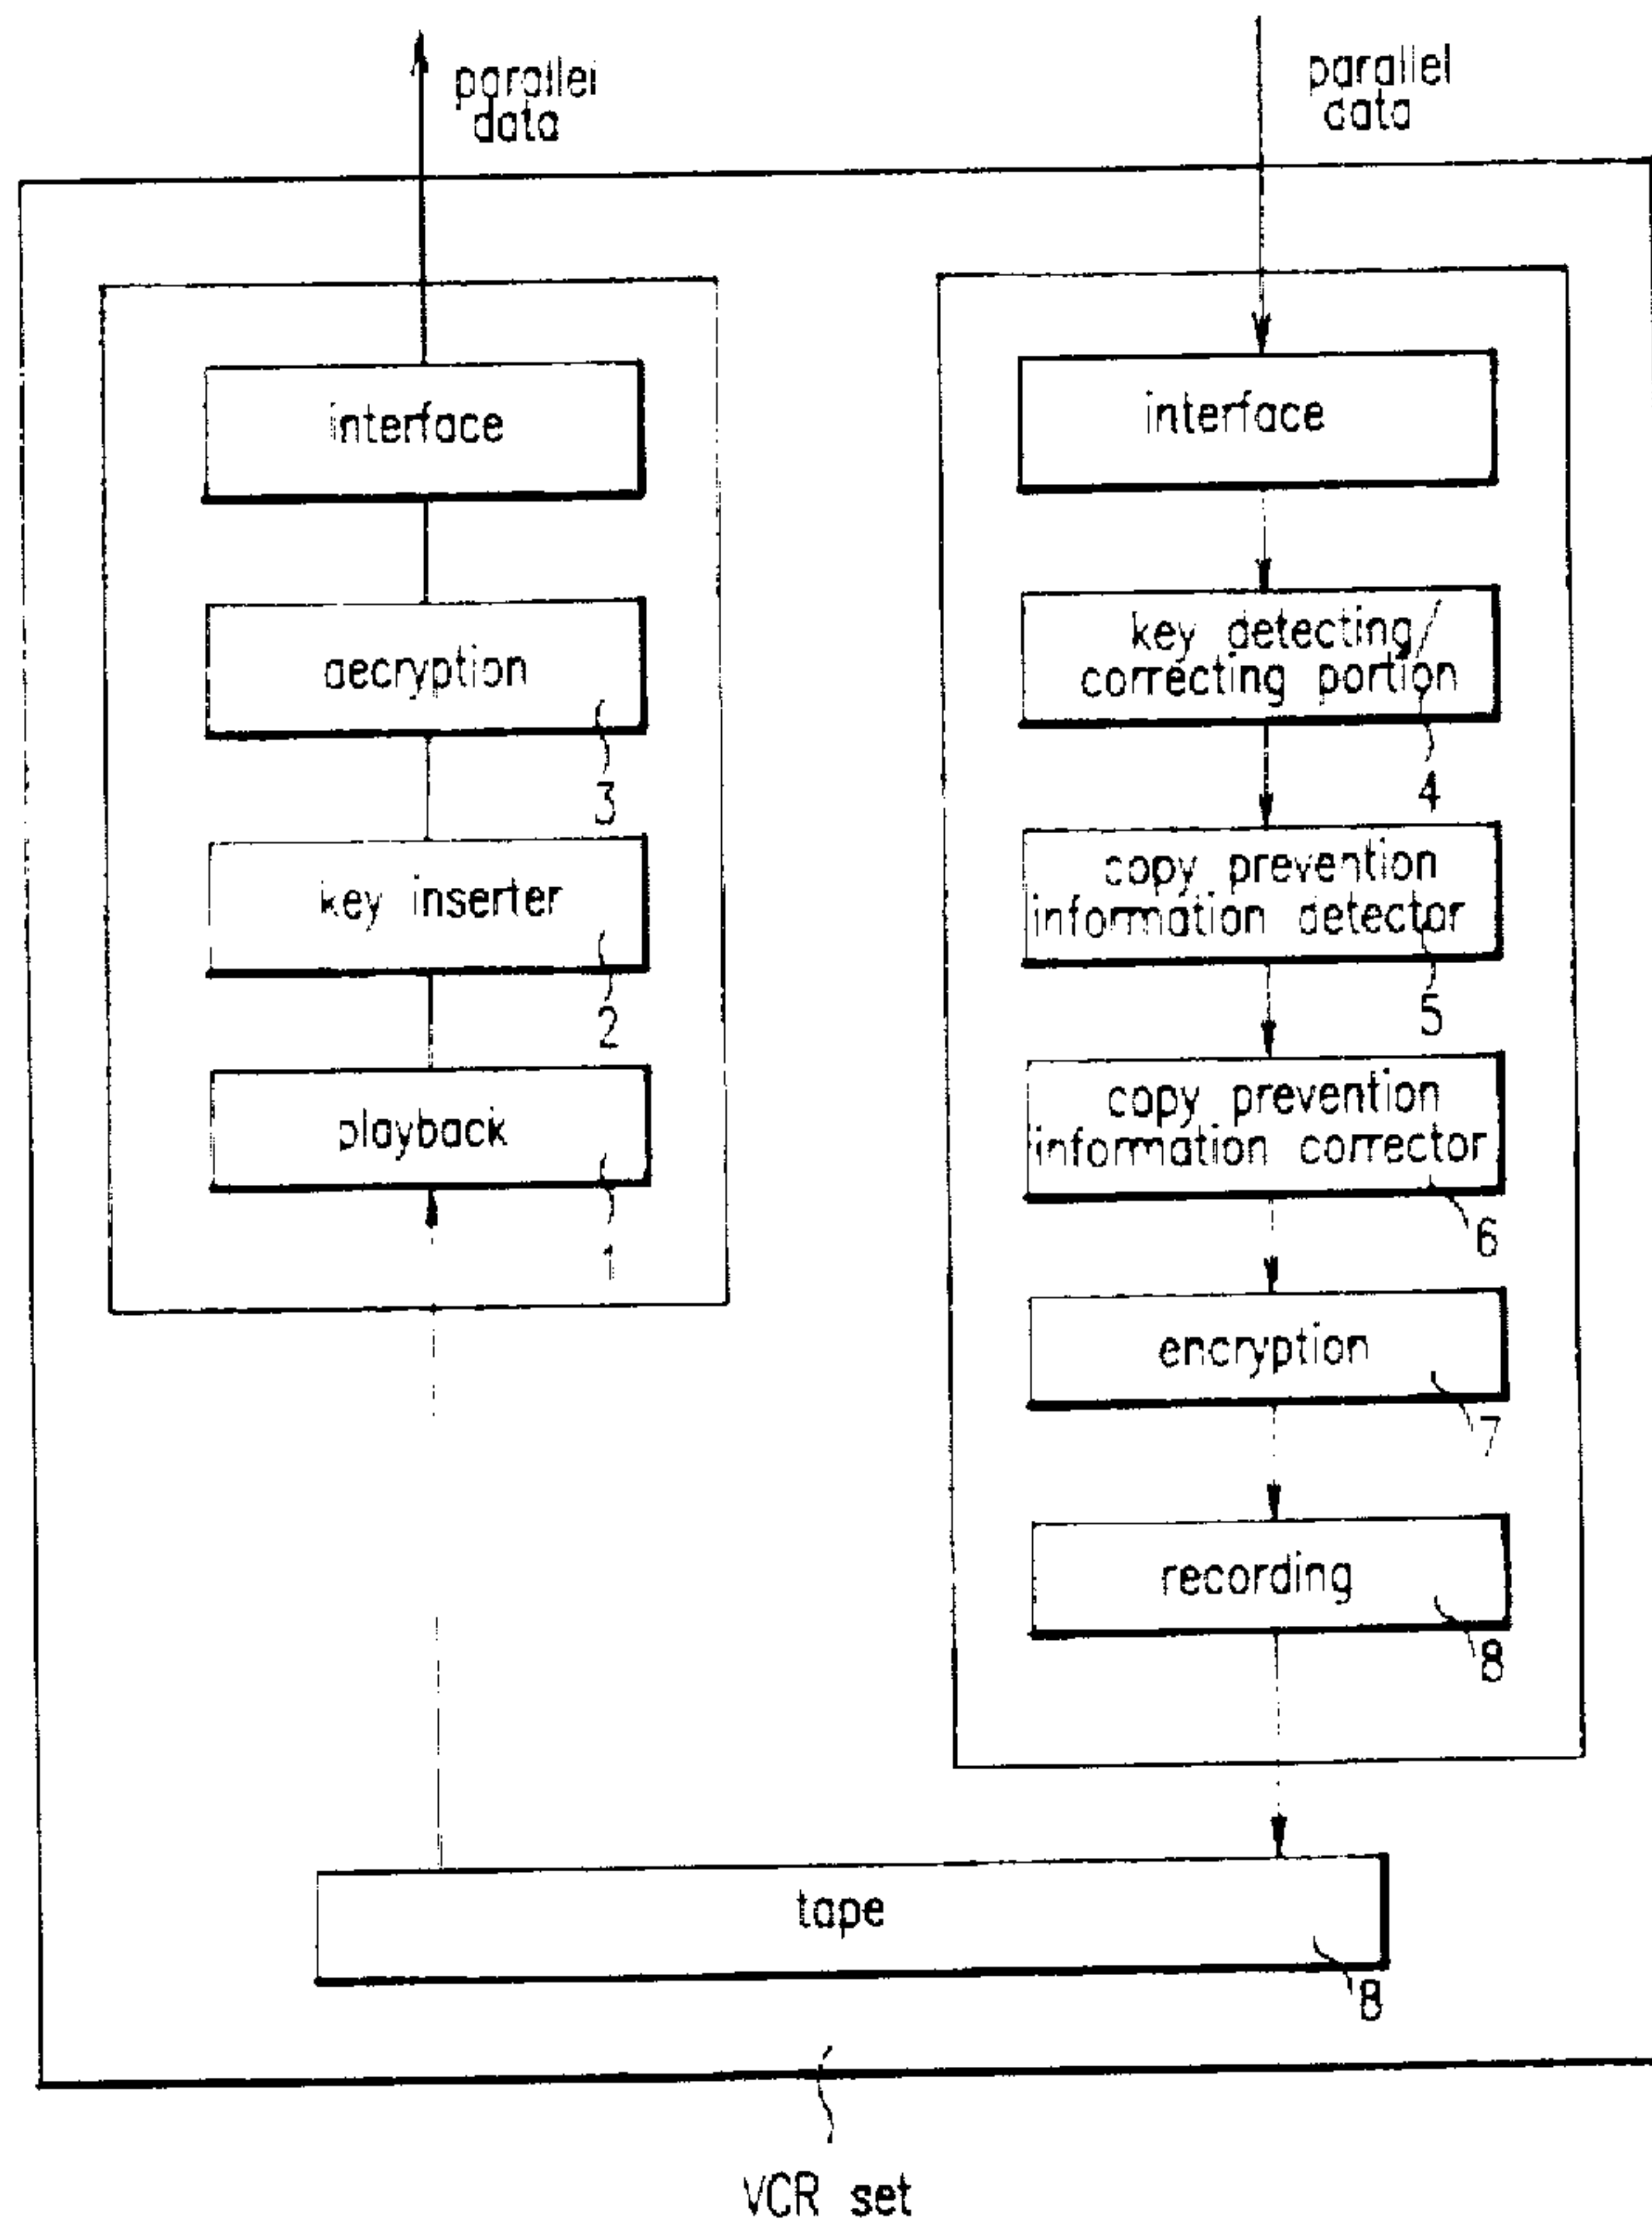 parallel
data
parallel
data
interface
decryption
3
key inserter
2
playback
1
interface
key detecting/
correcting portion
4
copy prevention
information detector
5
copy prevention
information corrector
6
encryption
7
recording
8
tape
8
VCR set